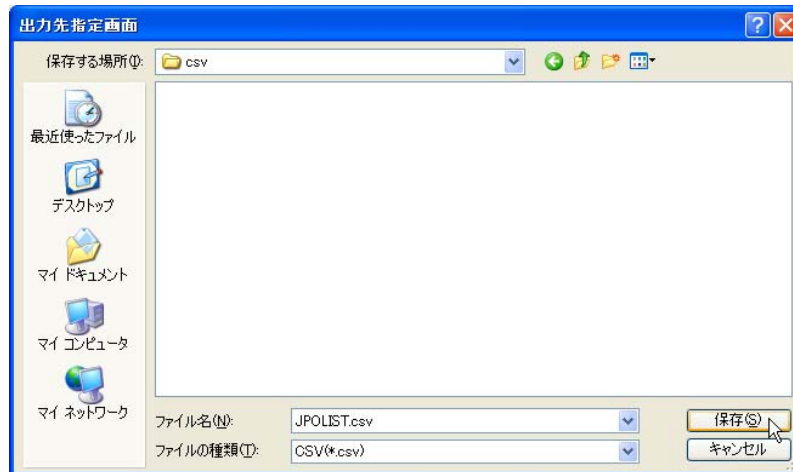 出力先指定画面
保存する場所(I): csv
最近使ったファイル
デスクトップ
マイ ドキュメント
マイ コンピュータ
マイ ネットワーク
ファイル名(N): JPOLIST.csv 保存(S)
ファイルの種類(T): CSV(*.csv) キャンセル